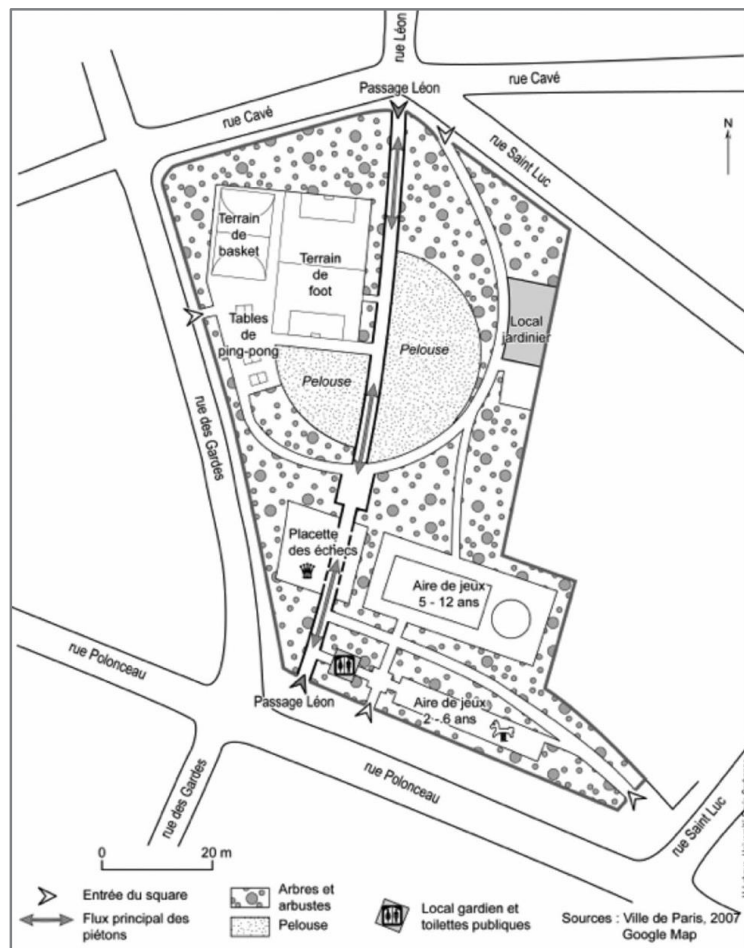 rue Léon
Passage Léon
rue Cavé
rue Cavé
rue Saint Luc
N
Terrain
de
basket
Terrain
de
foot
Tables
de
ping-pong
Pelouse
Pelouse
Local
jardinier
rue des Gardes
Placette
des échecs
Aire de jeux
5 - 12 ans
rue Polonceau
Passage Léon
Aire de jeux
2 - 6 ans
rue Polonceau
rue des Gardes
rue Saint Luc
0 20 m
Entrée du square
Flux principal des
piétons
Arbres et
arbustes
Pelouse
Local gardien et
toilettes publiques
Sources : Ville de Paris, 2007
Google Map